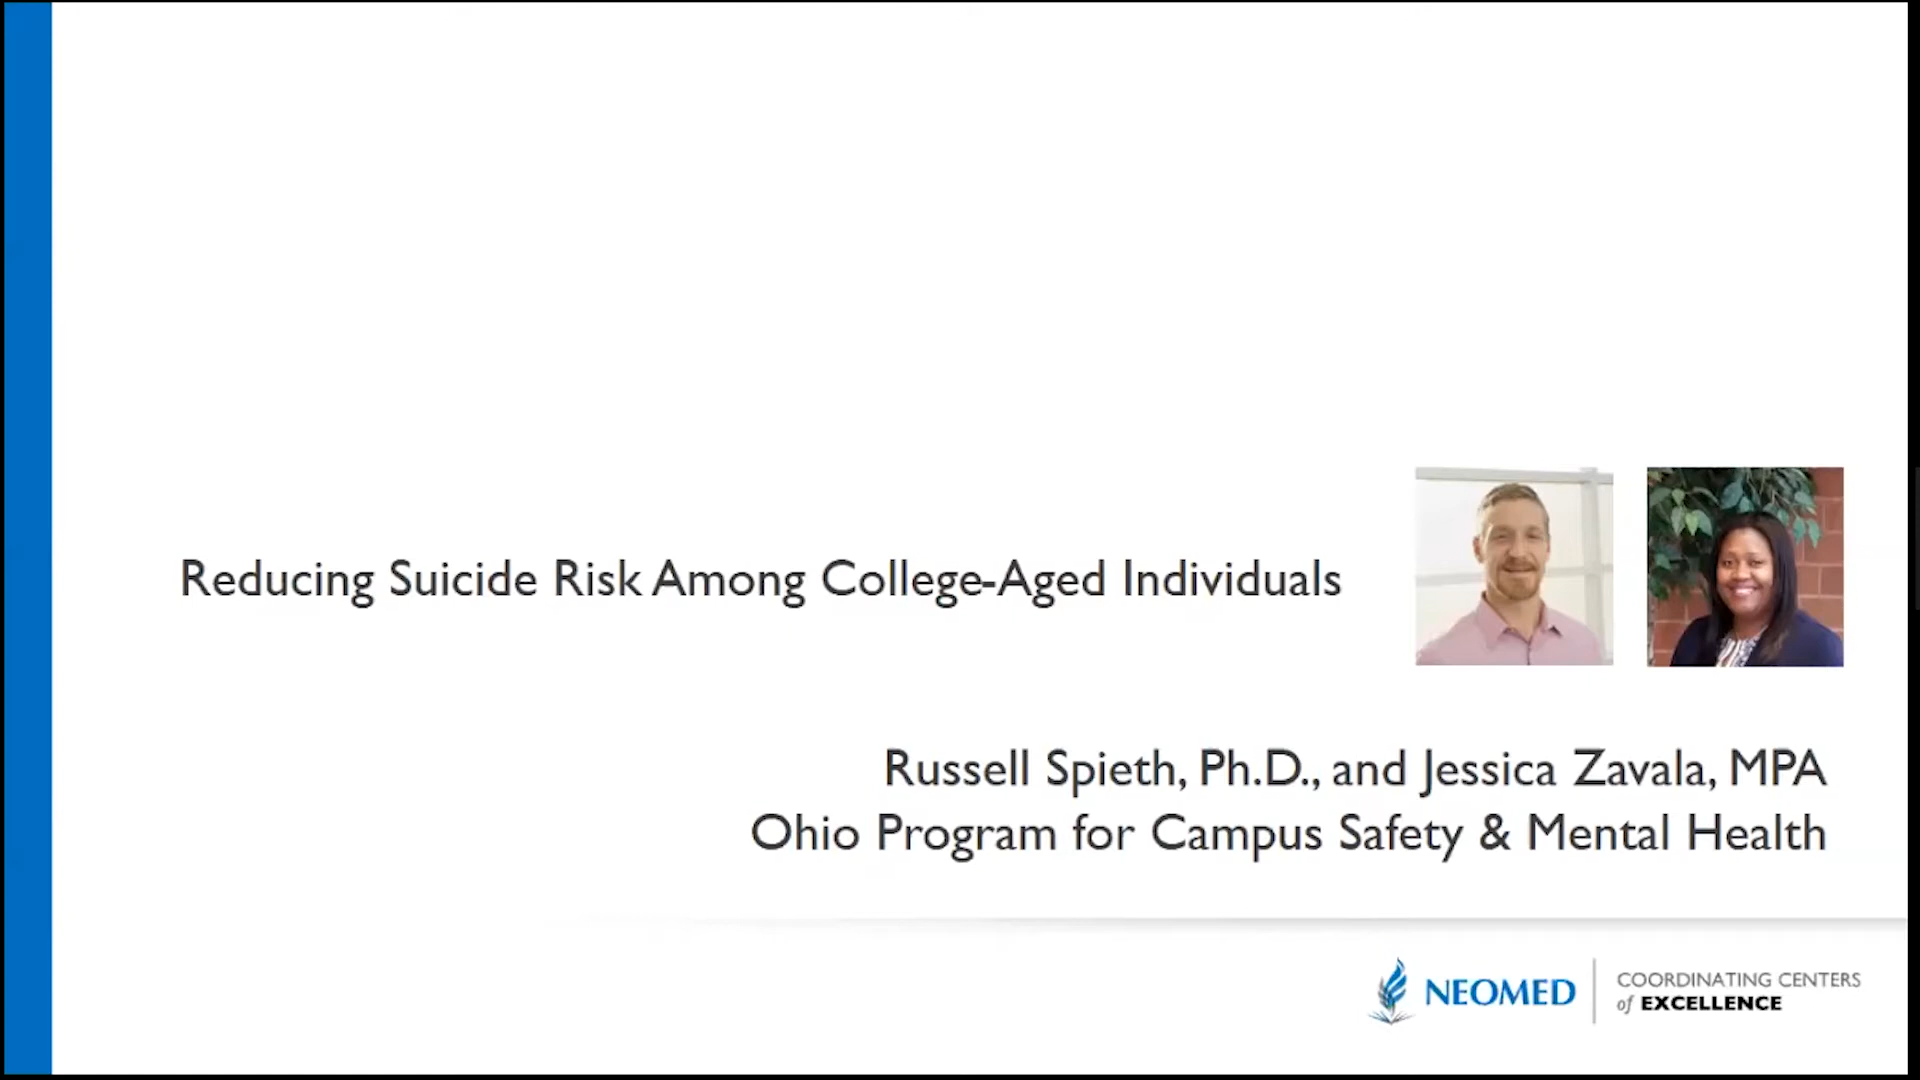 Reducing Suicide Risk Among College-Aged Individuals
Russell Spieth, Ph.D., and Jessica Zavala, MPA
Ohio Program for Campus Safety & Mental Health
NEOMED
COORDINATING CENTERS
of EXCELLENCE